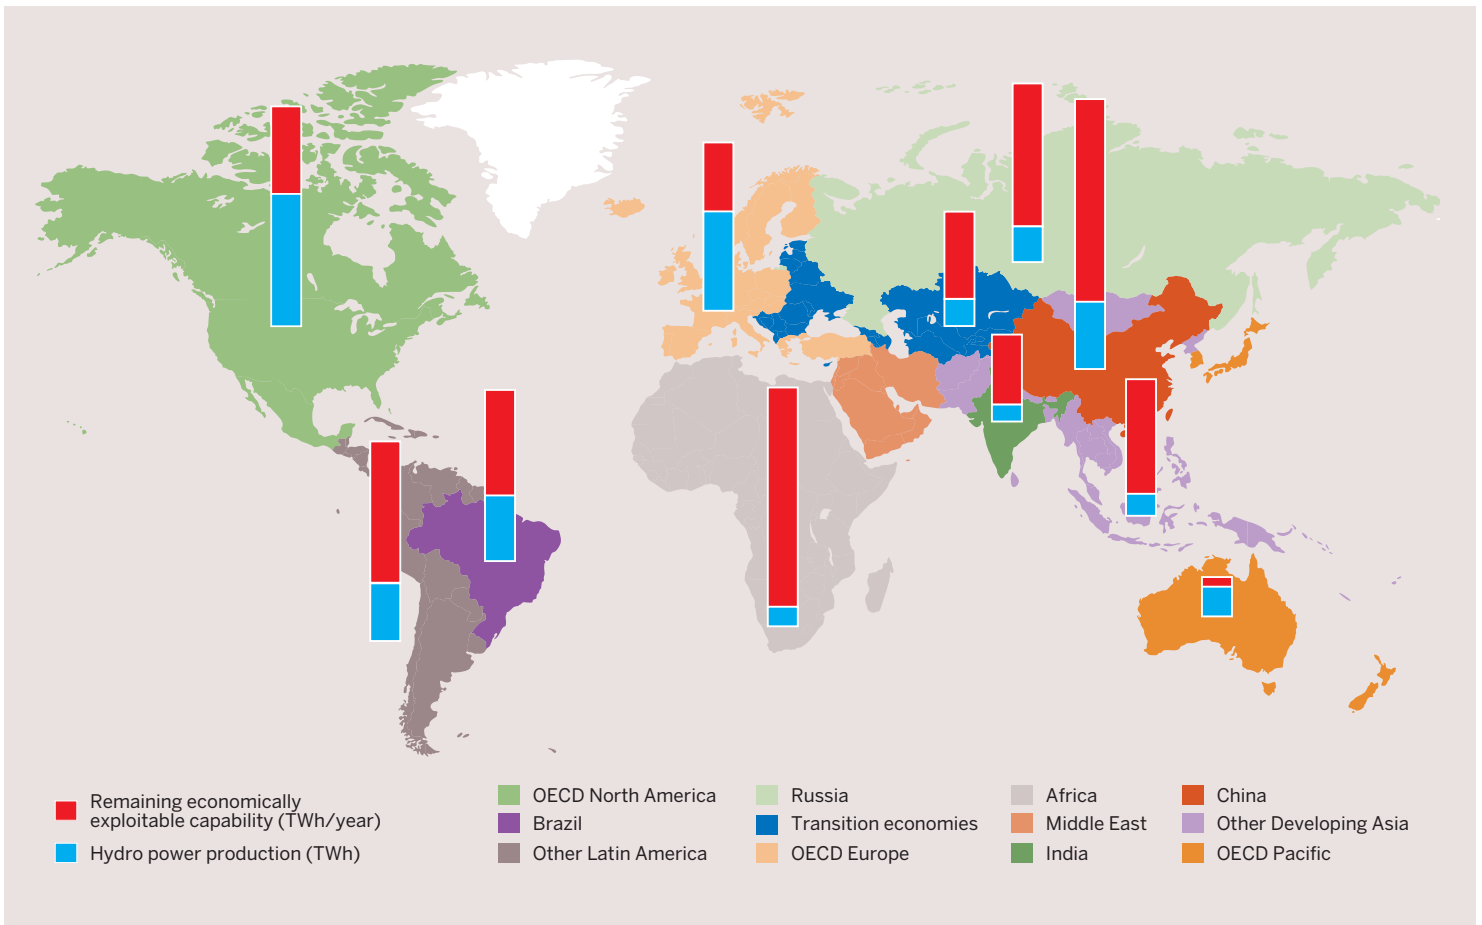 Remaining economically
exploitable capability (TWh/year)
Hydro power production (TWh)
OECD North America
Brazil
Other Latin America
Russia
Transition economies
OECD Europe
Africa
Middle East
India
China
Other Developing Asia
OECD Pacific